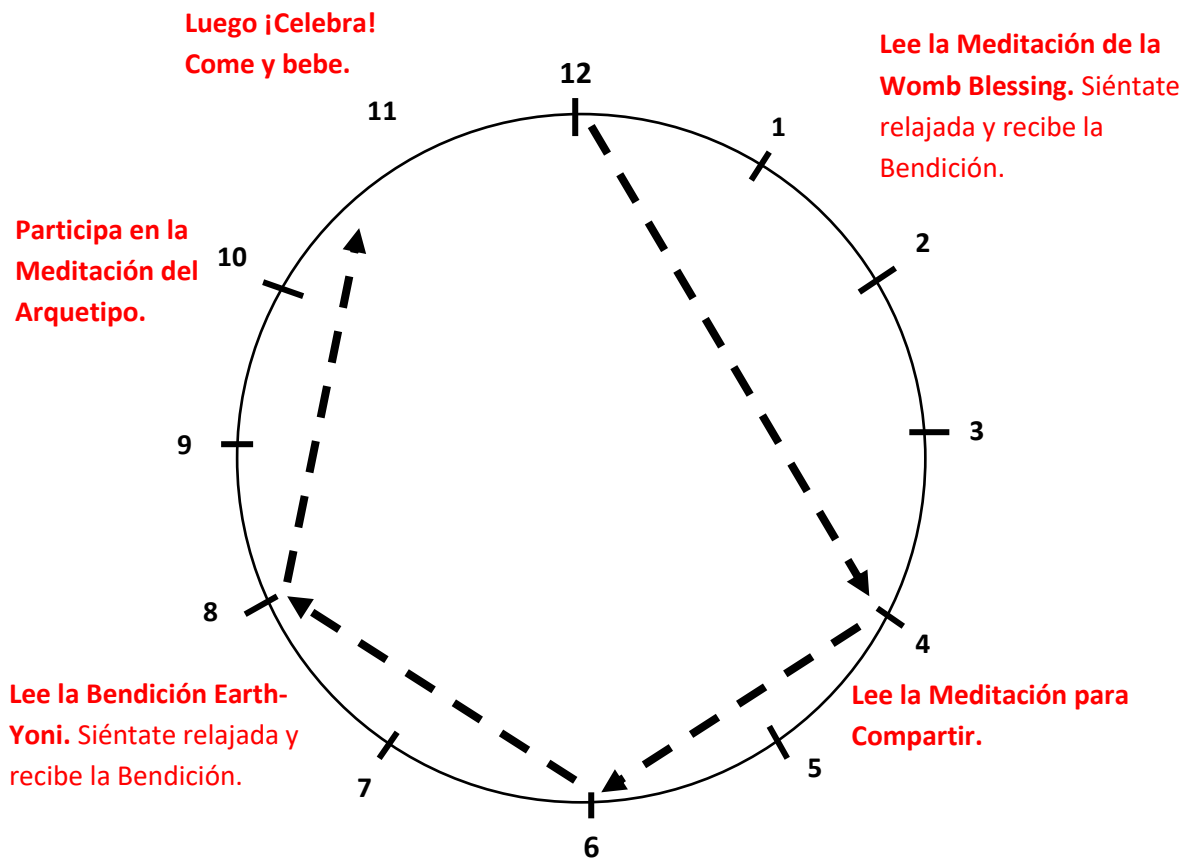 Luego ¡Celebra!
Come y bebe.
12
Lee la Meditación de la
Womb Blessing. Siéntate
relajada y recibe la
Bendición.
11
1
Participa en la
Meditación del
Arquetipo.
10
2
9
3
8
4
Lee la Bendición Earth-
Yoni. Siéntate relajada y
recibe la Bendición.
Lee la Meditación para
Compartir.
7
5
6